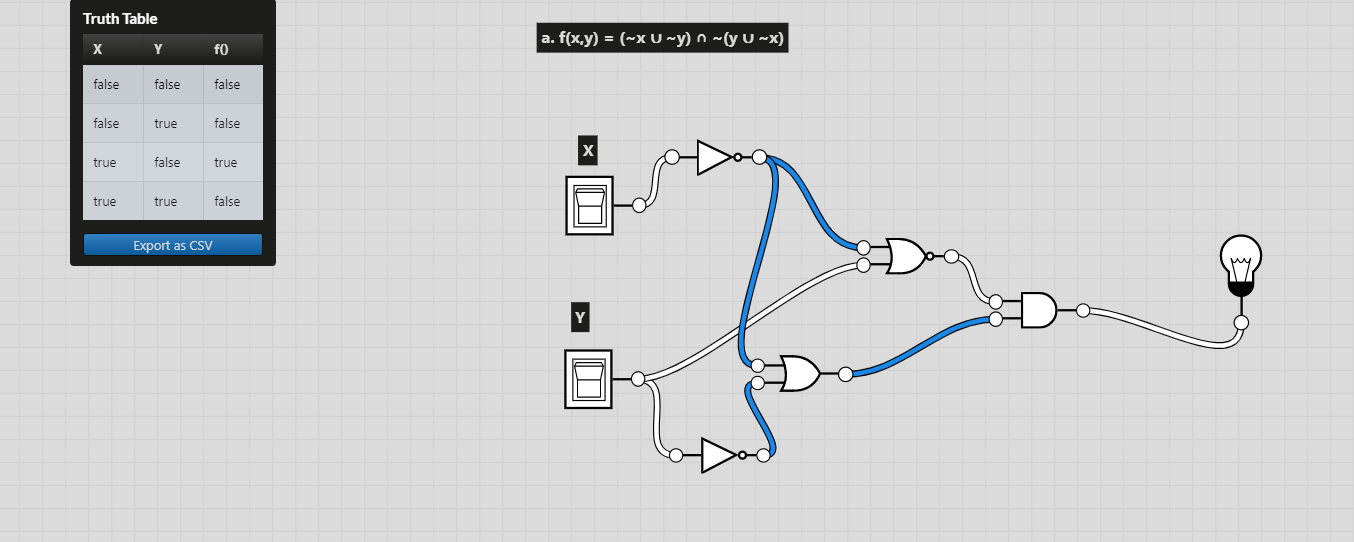 Truth Table
X Y f()
false false false
false true false
true false true
true true false
Export as CSV
a. f(x,y) = (~x ∪ ~y) ∩ ~(y ∪ ~x)
X
Y